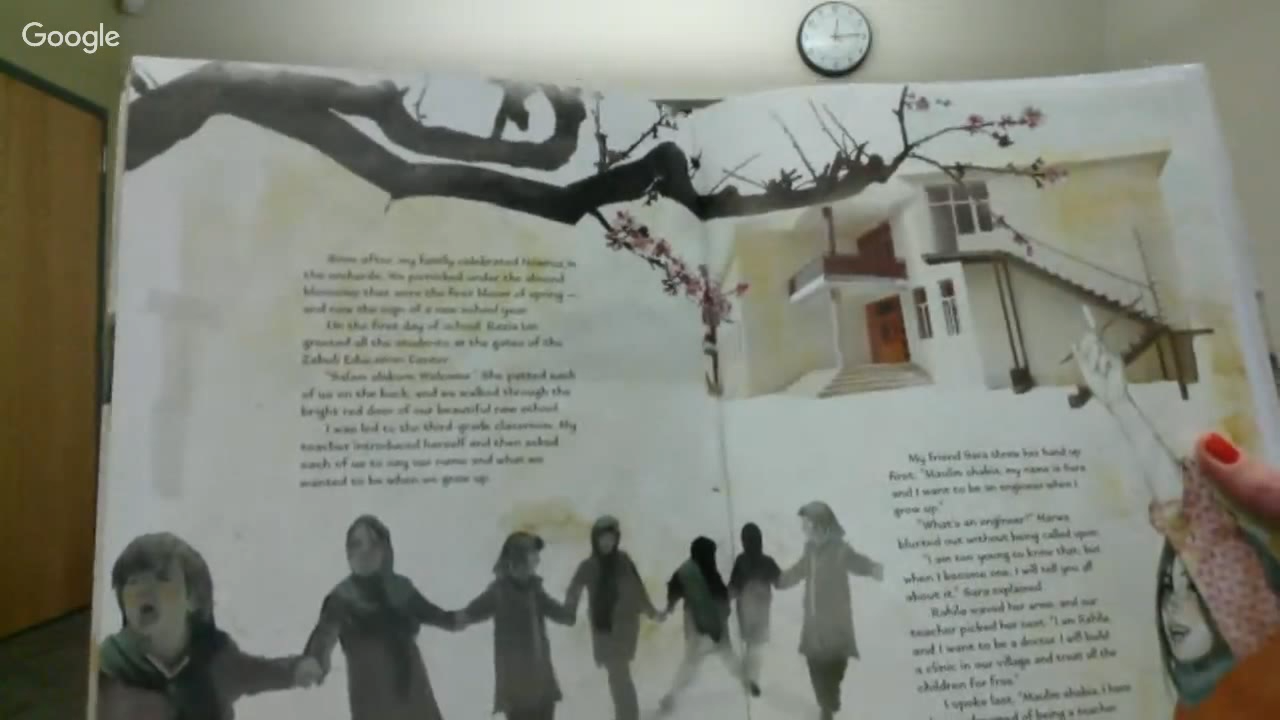 Google
Soon after, my family celebrated Nowruz in
the orchards. We picnicked under the almond
blossoms that were the first bloom of spring —
and now the sign of a new school year.
On the first day of school, Razia Jan
greeted all the students at the gates of the
Zabuli Education Center.
"Salam alaikum. Welcome." She patted each
of us on the back, and we walked through the
bright red door of our beautiful new school.
I was led to the third-grade classroom. My
teacher introduced herself and then asked
each of us to say our name and what we
wanted to be when we grew up.
My friend Sara threw her hand up
first. "Maulim sahiba, my name is Sara
and I want to be an engineer when I
grow up."
"What's an engineer?"
blurted out without being called upon.
"I am too young to know that, but
when I become one, I will tell you all
about it," Sara explained.
Rahila waved her arms, and our
teacher picked her next. "I am Rahila,
and I want to be a doctor. I will build
a clinic in our village and treat all the
children for free."
I spoke last. "Maulim sahiba, I have
dreamed of being a teacher